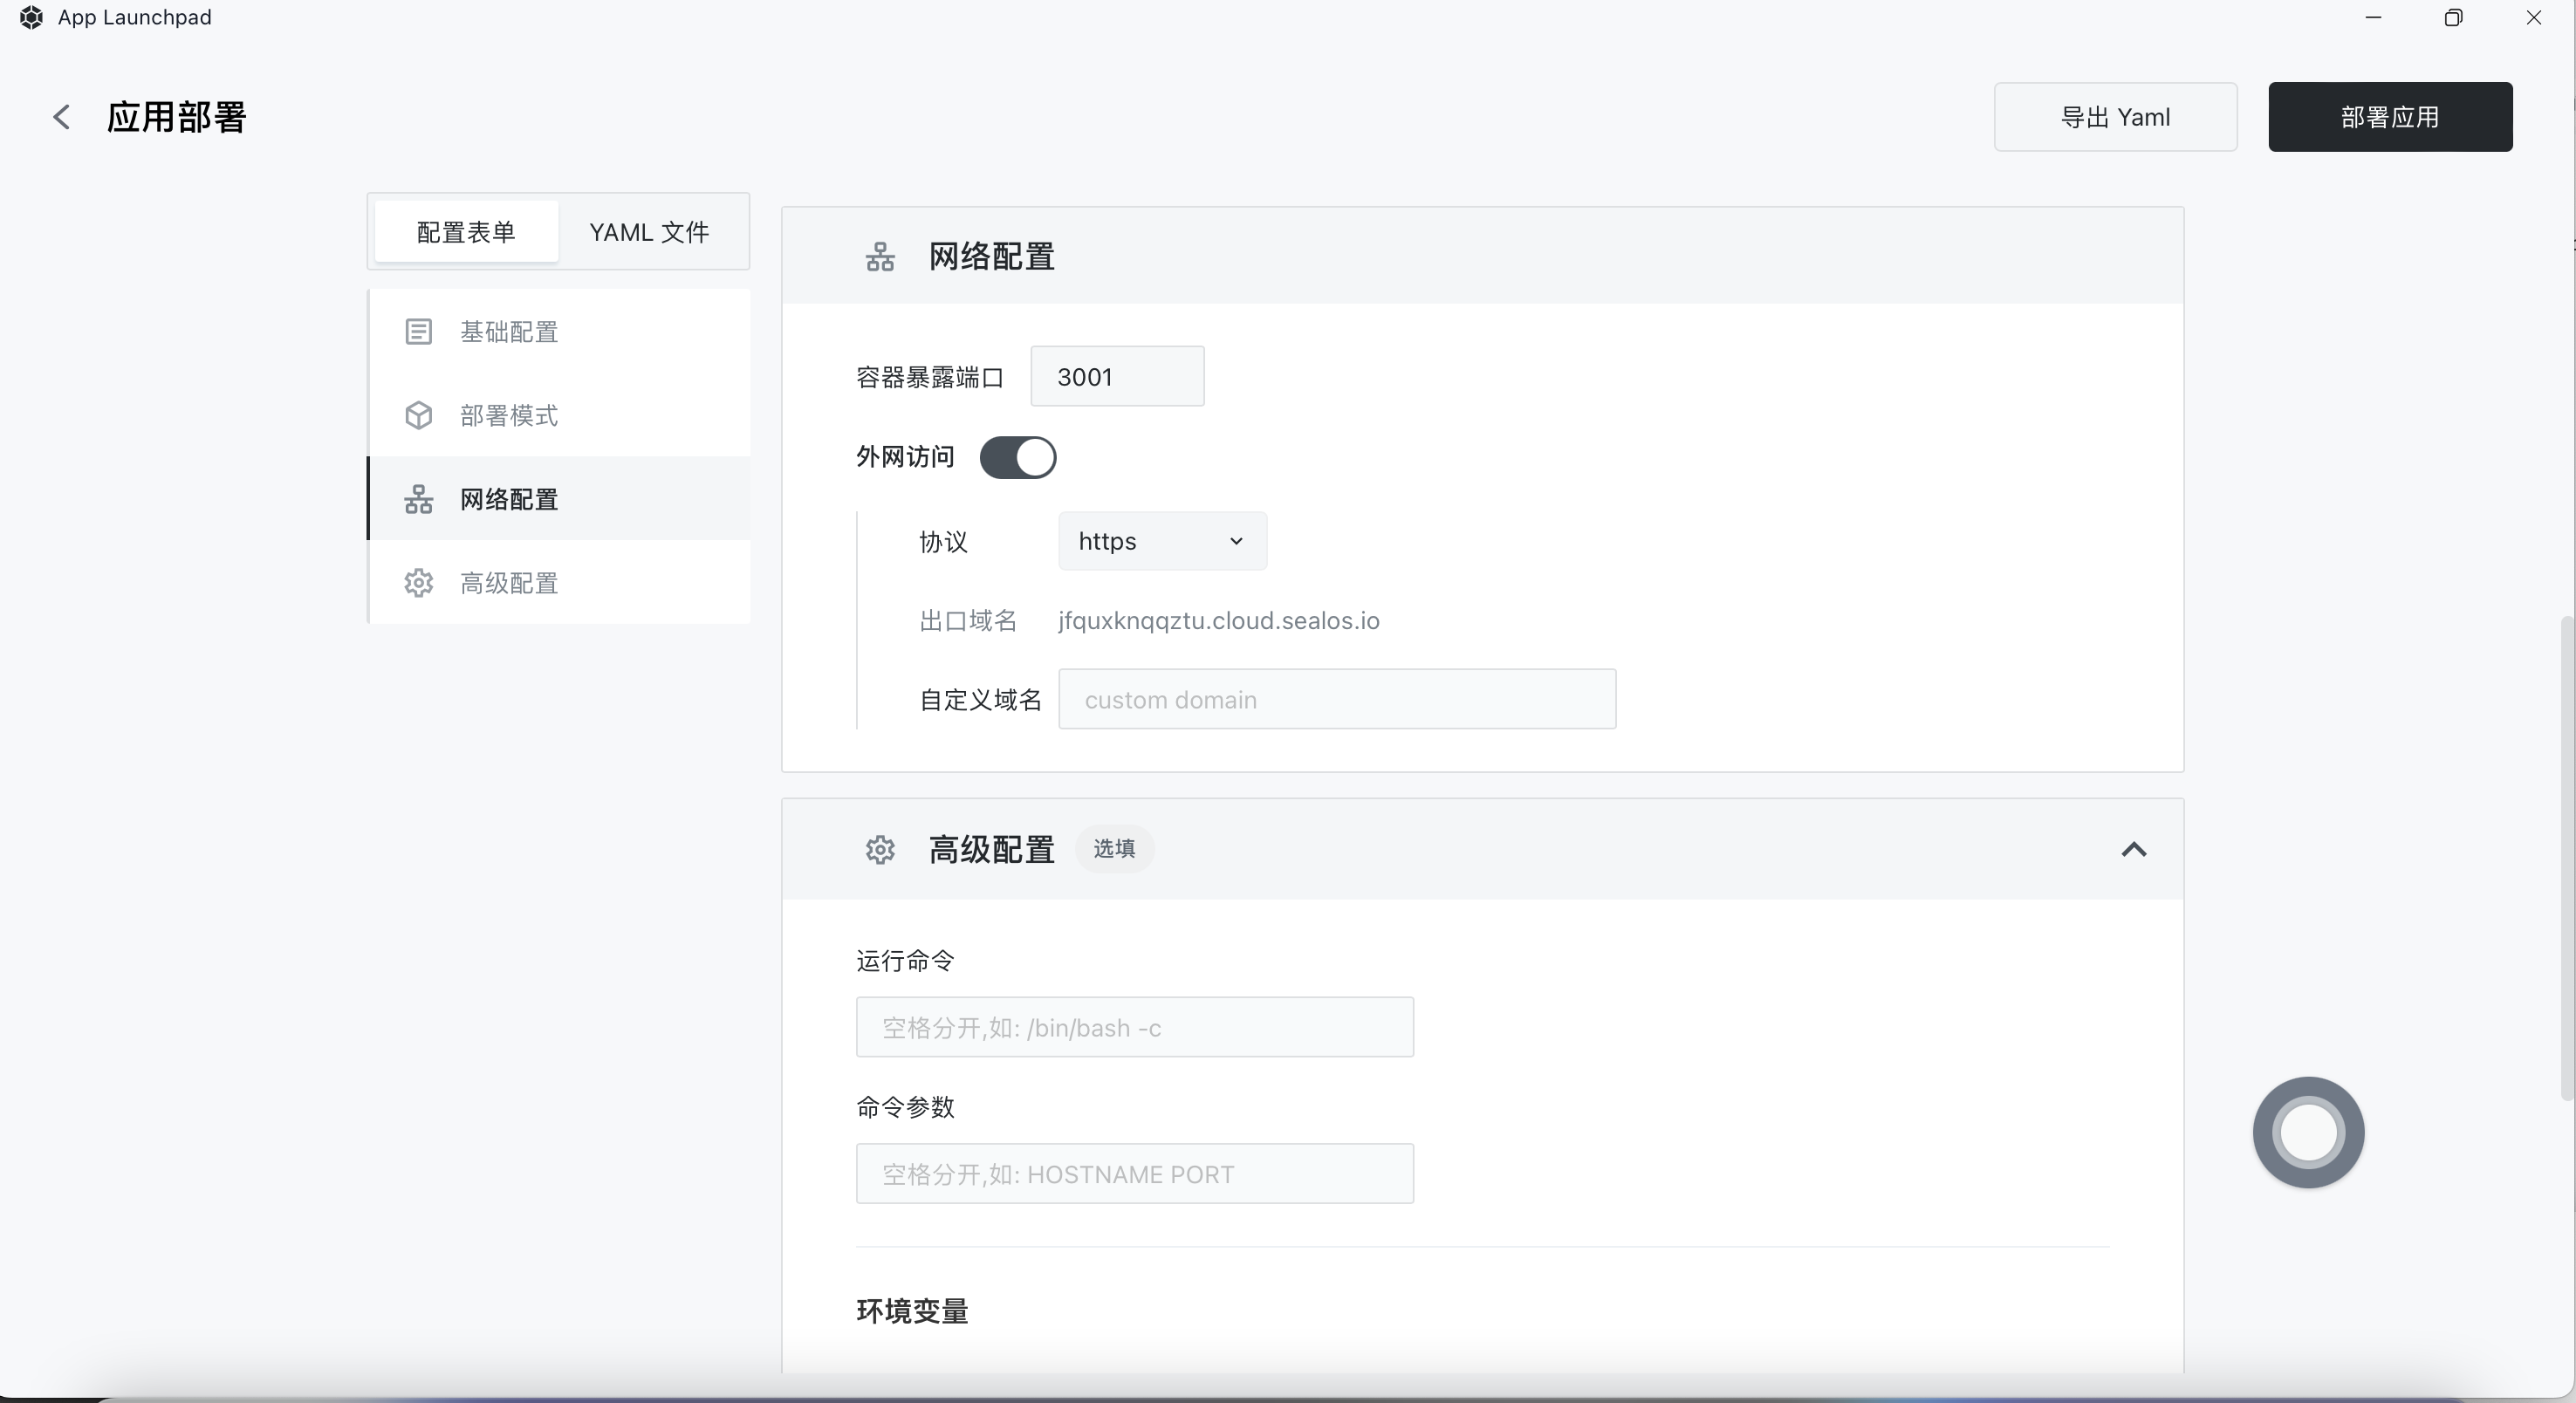 App Launchpad
应用部署
导出 Yaml
部署应用
配置表单
YAML 文件
基础配置
部署模式
网络配置
高级配置
网络配置
容器暴露端口
3001
外网访问
协议
https
出口域名
jfquxknqqztu.cloud.sealos.io
自定义域名
custom domain
高级配置
选填
运行命令
空格分开,如: /bin/bash -c
命令参数
空格分开,如: HOSTNAME PORT
环境变量